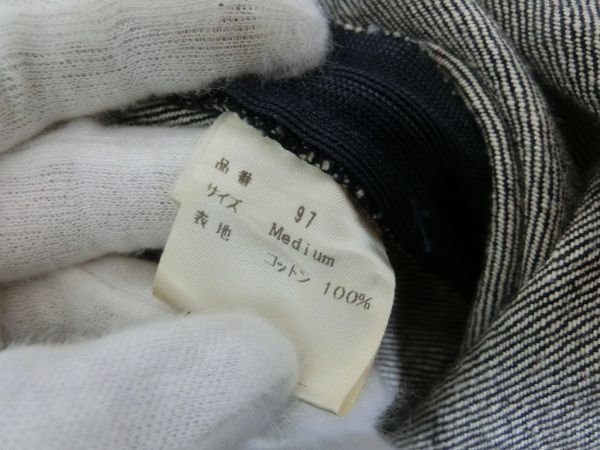 品番 97
サイズ Medium
表地 コットン 100%